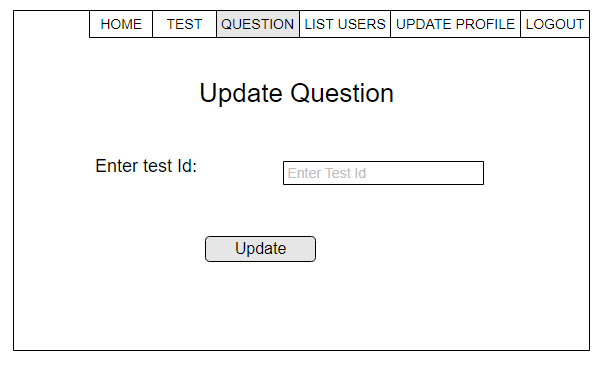 HOME TEST QUESTION LIST USERS UPDATE PROFILE LOGOUT
Update Question
Enter test Id: Enter Test Id
Update